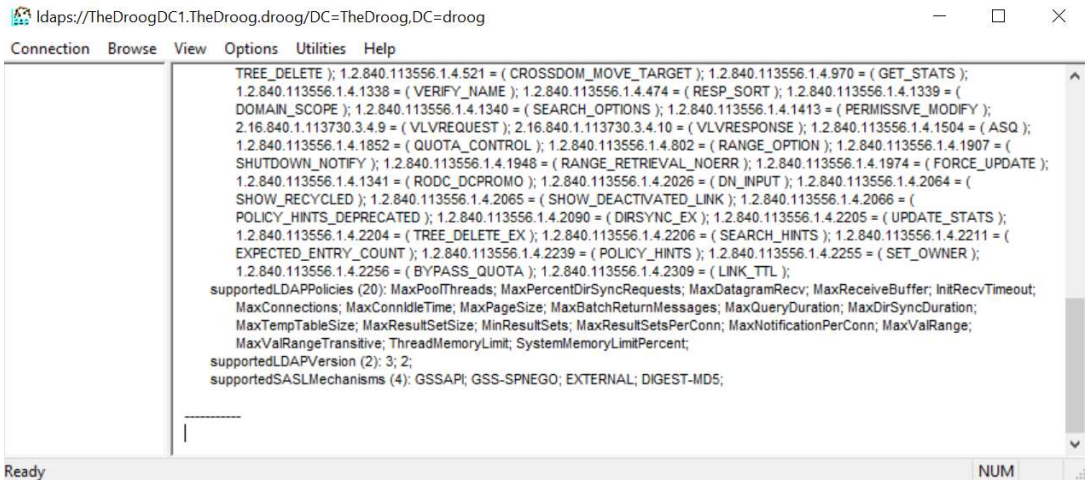 ldaps://TheDroogDC1.TheDroog.droog/DC=TheDroog,DC=droog
Connection Browse View Options Utilities Help
TREE_DELETE ); 1.2.840.113556.1.4.521 = ( CROSSDOM_MOVE_TARGET ); 1.2.840.113556.1.4.970 = ( GET_STATS );
1.2.840.113556.1.4.1338 = ( VERIFY_NAME ); 1.2.840.113556.1.4.474 = ( RESP_SORT ); 1.2.840.113556.1.4.1339 = (
DOMAIN_SCOPE ); 1.2.840.113556.1.4.1340 = ( SEARCH_OPTIONS ); 1.2.840.113556.1.4.1413 = ( PERMISSIVE_MODIFY );
2.16.840.1.113730.3.4.9 = ( VLVREQUEST ); 2.16.840.1.113730.3.4.10 = ( VLVRESPONSE ); 1.2.840.113556.1.4.1504 = ( ASQ );
1.2.840.113556.1.4.1852 = ( QUOTA_CONTROL ); 1.2.840.113556.1.4.802 = ( RANGE_OPTION ); 1.2.840.113556.1.4.1907 = (
SHUTDOWN_NOTIFY ); 1.2.840.113556.1.4.1948 = ( RANGE_RETRIEVAL_NOERR ); 1.2.840.113556.1.4.1974 = ( FORCE_UPDATE );
1.2.840.113556.1.4.1341 = ( RODC_DCPROMO ); 1.2.840.113556.1.4.2026 = ( DN_INPUT ); 1.2.840.113556.1.4.2064 = (
SHOW_RECYCLED ); 1.2.840.113556.1.4.2065 = ( SHOW_DEACTIVATED_LINK ); 1.2.840.113556.1.4.2066 = (
POLICY_HINTS_DEPRECATED ); 1.2.840.113556.1.4.2090 = ( DIRSYNC_EX ); 1.2.840.113556.1.4.2205 = ( UPDATE_STATS );
1.2.840.113556.1.4.2204 = ( TREE_DELETE_EX ); 1.2.840.113556.1.4.2206 = ( SEARCH_HINTS ); 1.2.840.113556.1.4.2211 = (
EXPECTED_ENTRY_COUNT ); 1.2.840.113556.1.4.2239 = ( POLICY_HINTS ); 1.2.840.113556.1.4.2255 = ( SET_OWNER );
1.2.840.113556.1.4.2256 = ( BYPASS_QUOTA ); 1.2.840.113556.1.4.2309 = ( LINK_TTL );
supportedLDAPPolicies (20): MaxPoolThreads; MaxPercentDirSyncRequests; MaxDatagramRecv; MaxReceiveBuffer; InitRecvTimeout;
MaxConnections; MaxConnIdleTime; MaxPageSize; MaxBatchReturnMessages; MaxQueryDuration; MaxDirSyncDuration;
MaxTempTableSize; MaxResultSetSize; MinResultSets; MaxResultSetsPerConn; MaxNotificationPerConn; MaxValRange;
MaxValRangeTransitive; ThreadMemoryLimit; SystemMemoryLimitPercent;
supportedLDAPVersion (2): 3; 2;
supportedSASLMechanisms (4): GSSAPI; GSS-SPNEGO; EXTERNAL; DIGEST-MD5;
-----------
Ready NUM